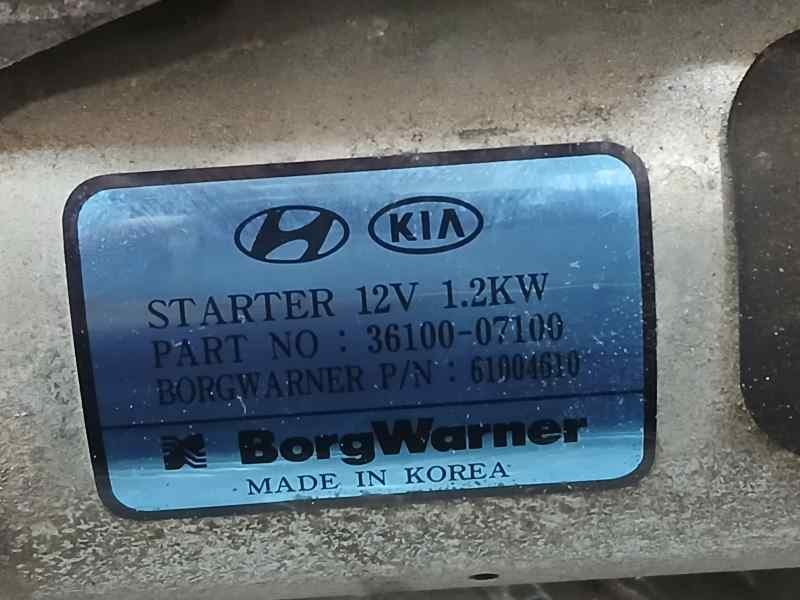 KIA
STARTER 12V 1.2KW
PART NO : 36100-07100
BORGWARNER P/N : 61004610
BorgWarner
MADE IN KOREA